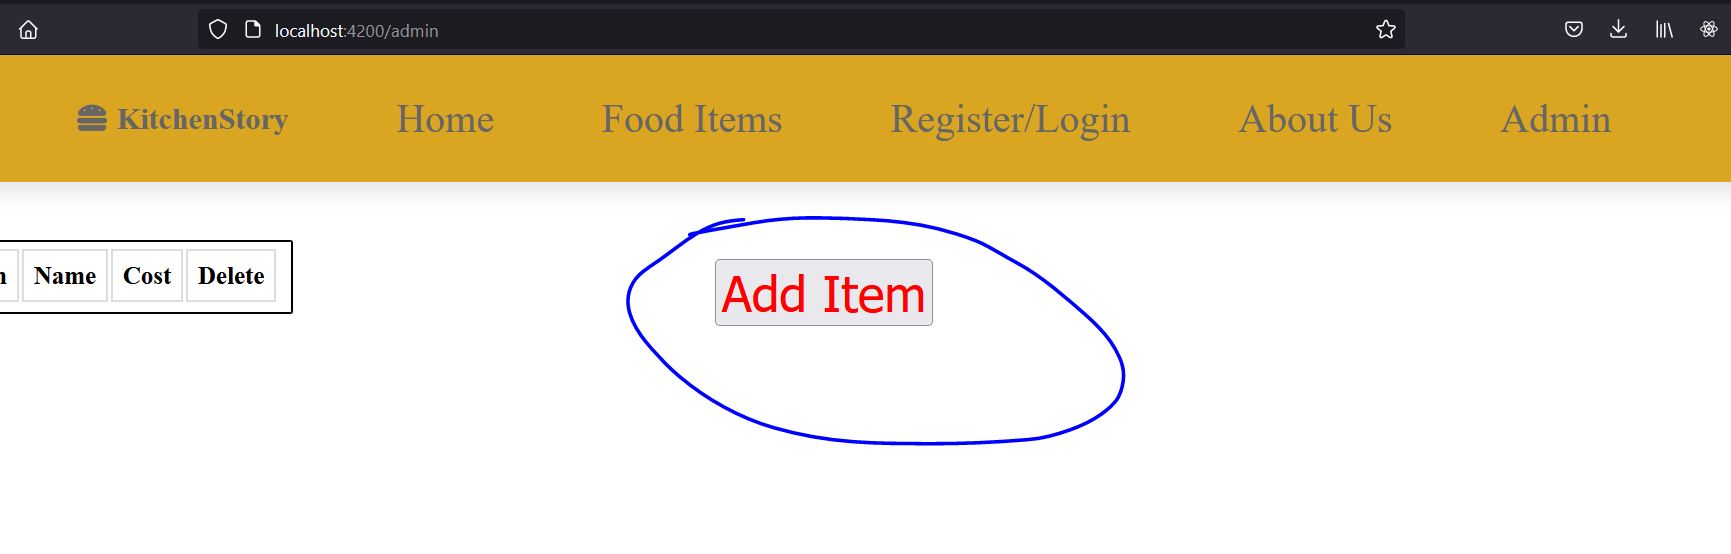 localhost:4200/admin
KitchenStory Home Food Items Register/Login About Us Admin
Name Cost Delete
Add Item